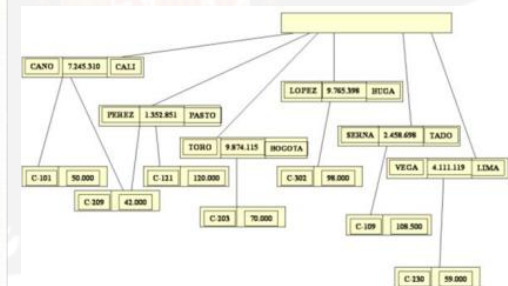 CANO 7.245.310 CALI
LOPEZ 9.765.398 BUGA
PEREZ 1.352.851 PASTO
SERNA 2.458.698 TADO
TORO 9.874.115 BOGOTA
VEGA 4.111.119 LIMA
C-101 50.000
C-121 120.000
C-302 98.000
C-209 42.000
C-203 70.000
C-109 108.500
C-230 59.000